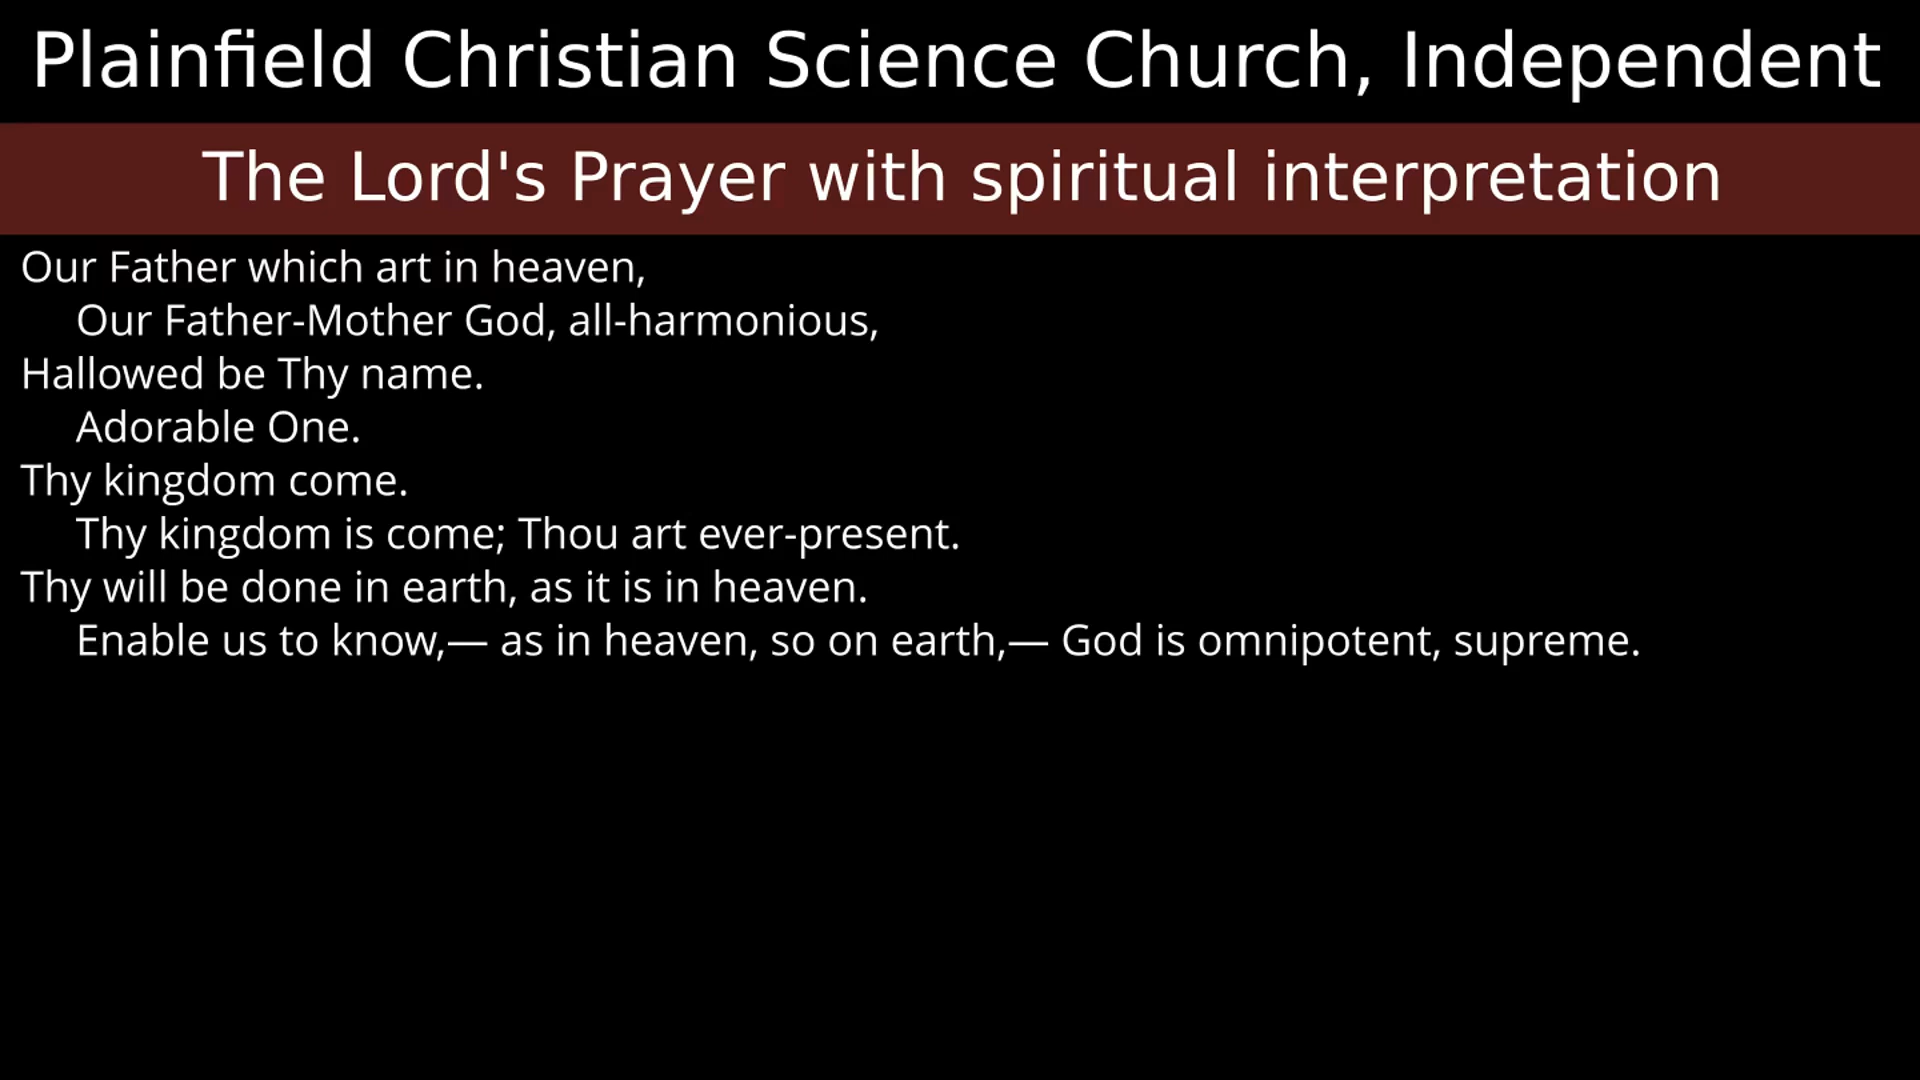 Plainfield Christian Science Church, Independent
The Lord's Prayer with spiritual interpretation
Our Father which art in heaven,
Our Father-Mother God, all-harmonious,
Hallowed be Thy name.
Adorable One.
Thy kingdom come.
Thy kingdom is come; Thou art ever-present.
Thy will be done in earth, as it is in heaven.
Enable us to know,— as in heaven, so on earth,— God is omnipotent, supreme.